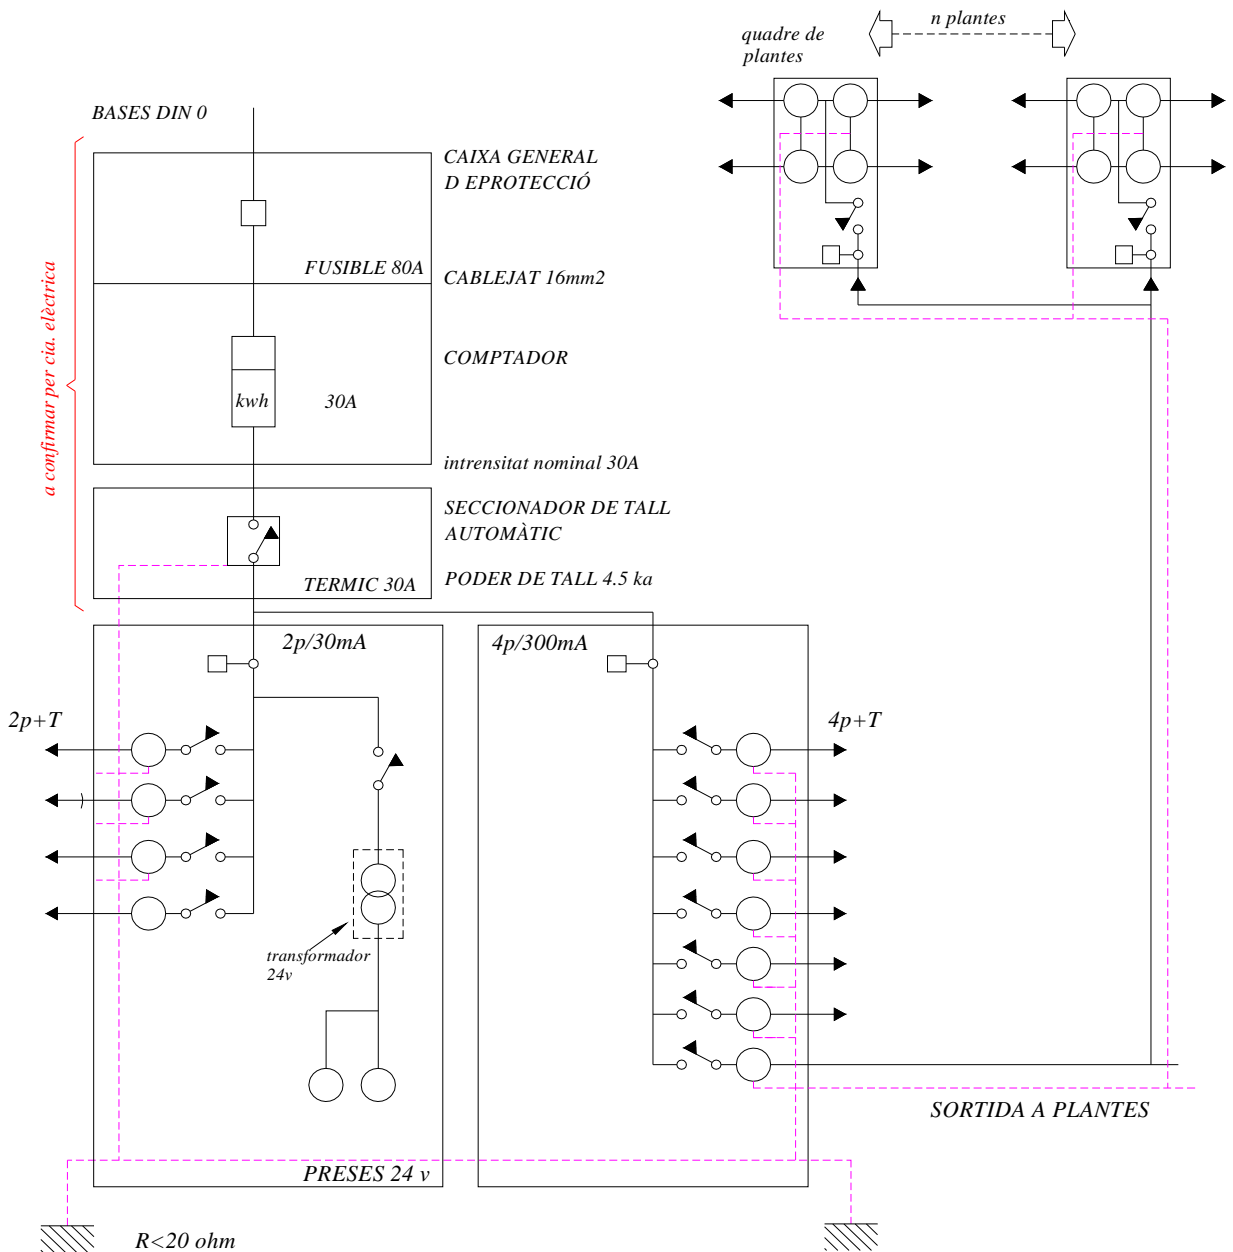 n plantes
quadre de
plantes
BASES DIN 0
CAIXA GENERAL
D EPROTECCIÓ
FUSIBLE 80A
CABLEJAT 16mm2
a confirmar per cia. elèctrica
COMPTADOR
kwh
30A
intrensitat nominal 30A
SECCIONADOR DE TALL
AUTOMÀTIC
TERMIC 30A
PODER DE TALL 4.5 ka
2p/30mA
4p/300mA
2p+T
4p+T
transformador
24v
SORTIDA A PLANTES
PRESES 24 v
R<20 ohm